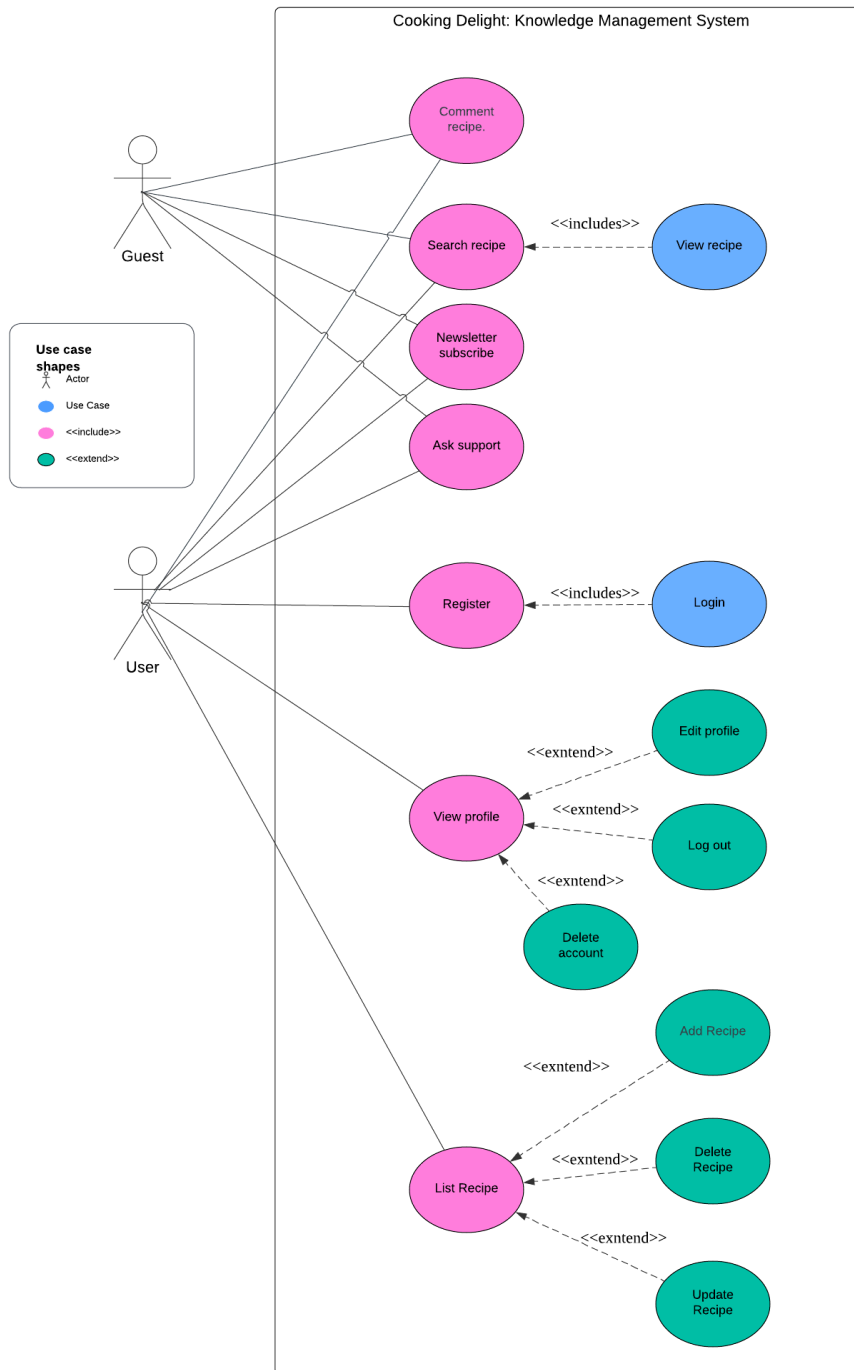 Cooking Delight: Knowledge Management System
Comment
recipe.
Guest
Search recipe
<<includes>>
View recipe
Newsletter
subscribe
Use case
shapes
Actor
Use Case
<<include>>
<<extend>>
Ask support
User
Register
<<includes>>
Login
Edit profile
<<exntend>>
View profile
<<exntend>>
Log out
<<exntend>>
Delete
account
Add Recipe
<<exntend>>
List Recipe
<<exntend>>
Delete
Recipe
<<exntend>>
Update
Recipe